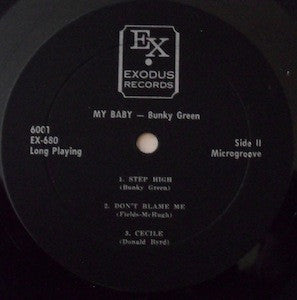 EX
EXODUS
RECORDS
MY BABY — Bunky Green
6001
EX-680
Long Playing
Side II
Microgroove
1. STEP HIGH
(Bunky Green)
2. DON'T BLAME ME
(Fields-McHugh)
3. CECILE
(Donald Byrd)